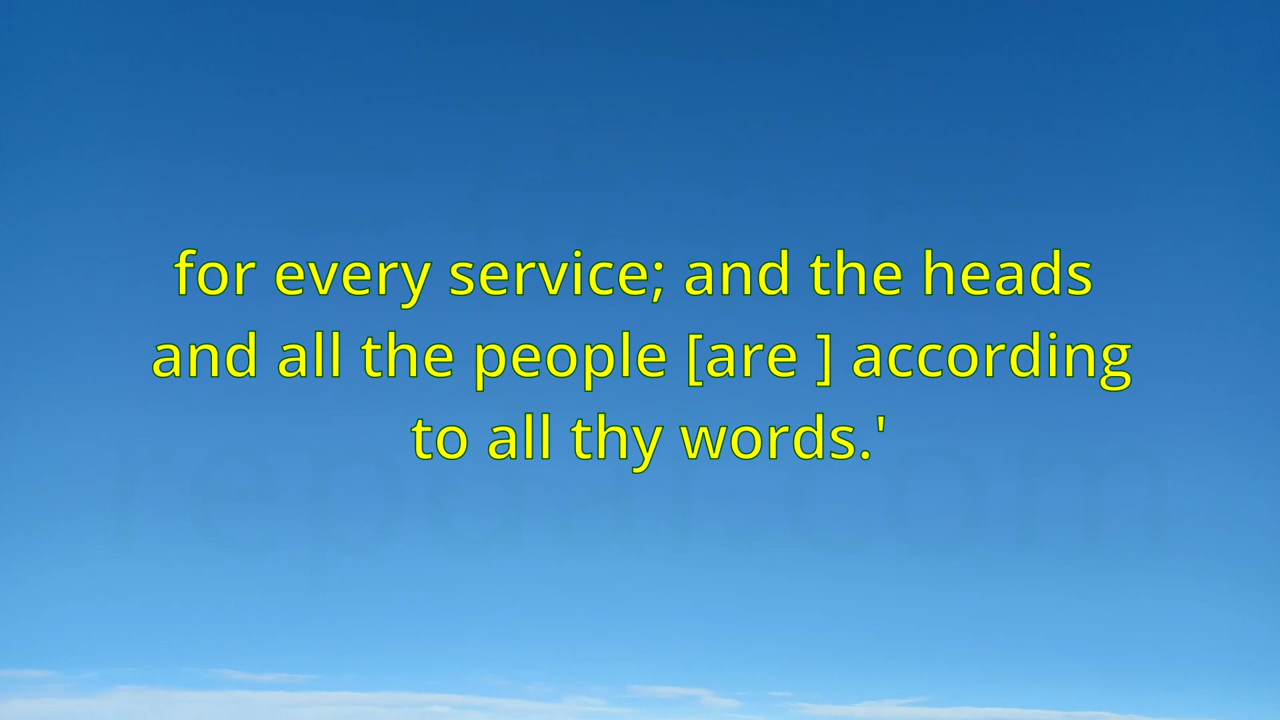 for every service; and the heads
and all the people [are ] according
to all thy words.'